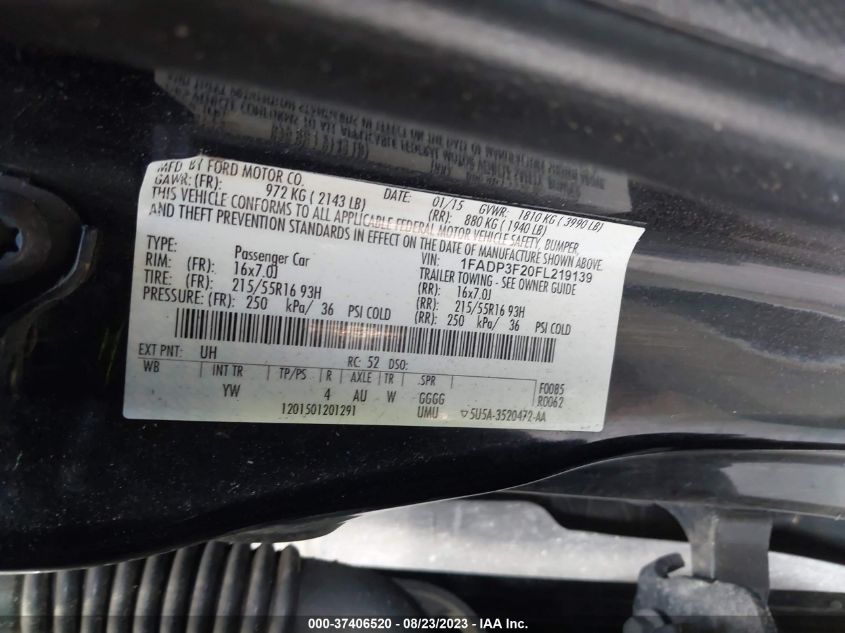 MFD BY FORD MOTOR CO.
DATE: 01/15 GVWR: 1810 KG ( 3990 LB)
GAWR: (FR): 972 KG ( 2143 LB) (RR): 880 KG ( 1940 LB)
THIS VEHICLE CONFORMS TO ALL APPLICABLE FEDERAL MOTOR VEHICLE SAFETY, BUMPER,
AND THEFT PREVENTION STANDARDS IN EFFECT ON THE DATE OF MANUFACTURE SHOWN ABOVE.
VIN: 1FADP3F20FL219139
TYPE: Passenger Car TRAILER TOWING - SEE OWNER GUIDE
RIM: (FR): 16x7.0J (RR): 16x7.0J
TIRE: (FR): 215/55R16 93H (RR): 215/55R16 93H
PRESSURE: (FR): 250 kPa/ 36 PSI COLD (RR): 250 kPa/ 36 PSI COLD
EXT PNT: UH RC: 52 DSO:
WB INT TR TP/PS R AXLE TR SPR F0085
YW 4 AU W GGGG R0062
1201501201291 UMU ▽5U5A-3520472-AA
000-37406520 - 08/23/2023 - IAA Inc.